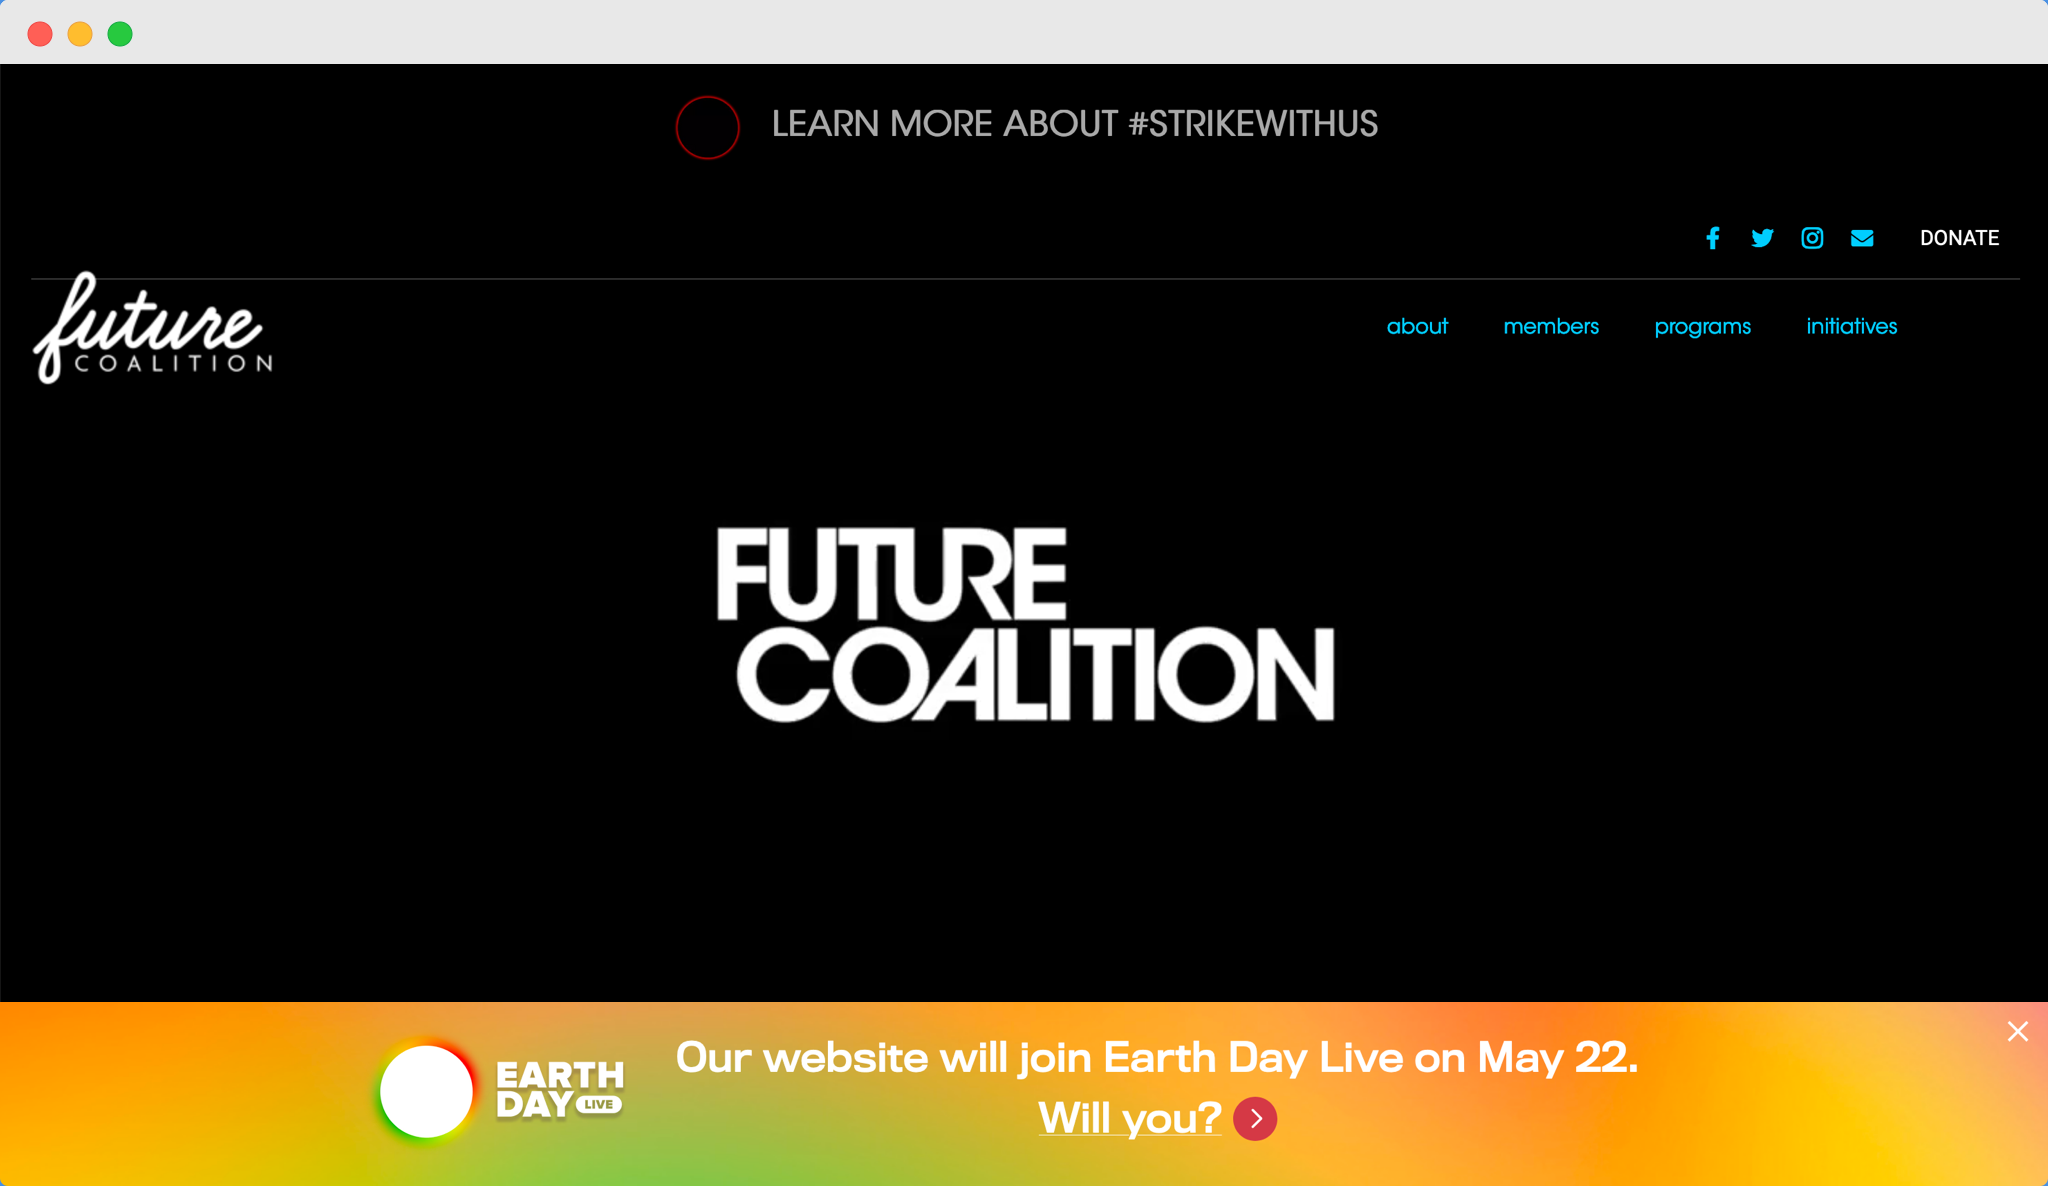 LEARN MORE ABOUT #STRIKEWITHUS
DONATE
future
COALITION
about members programs initiatives
FUTURE
COALITION
EARTH
DAY LIVE
Our website will join Earth Day Live on May 22.
Will you?